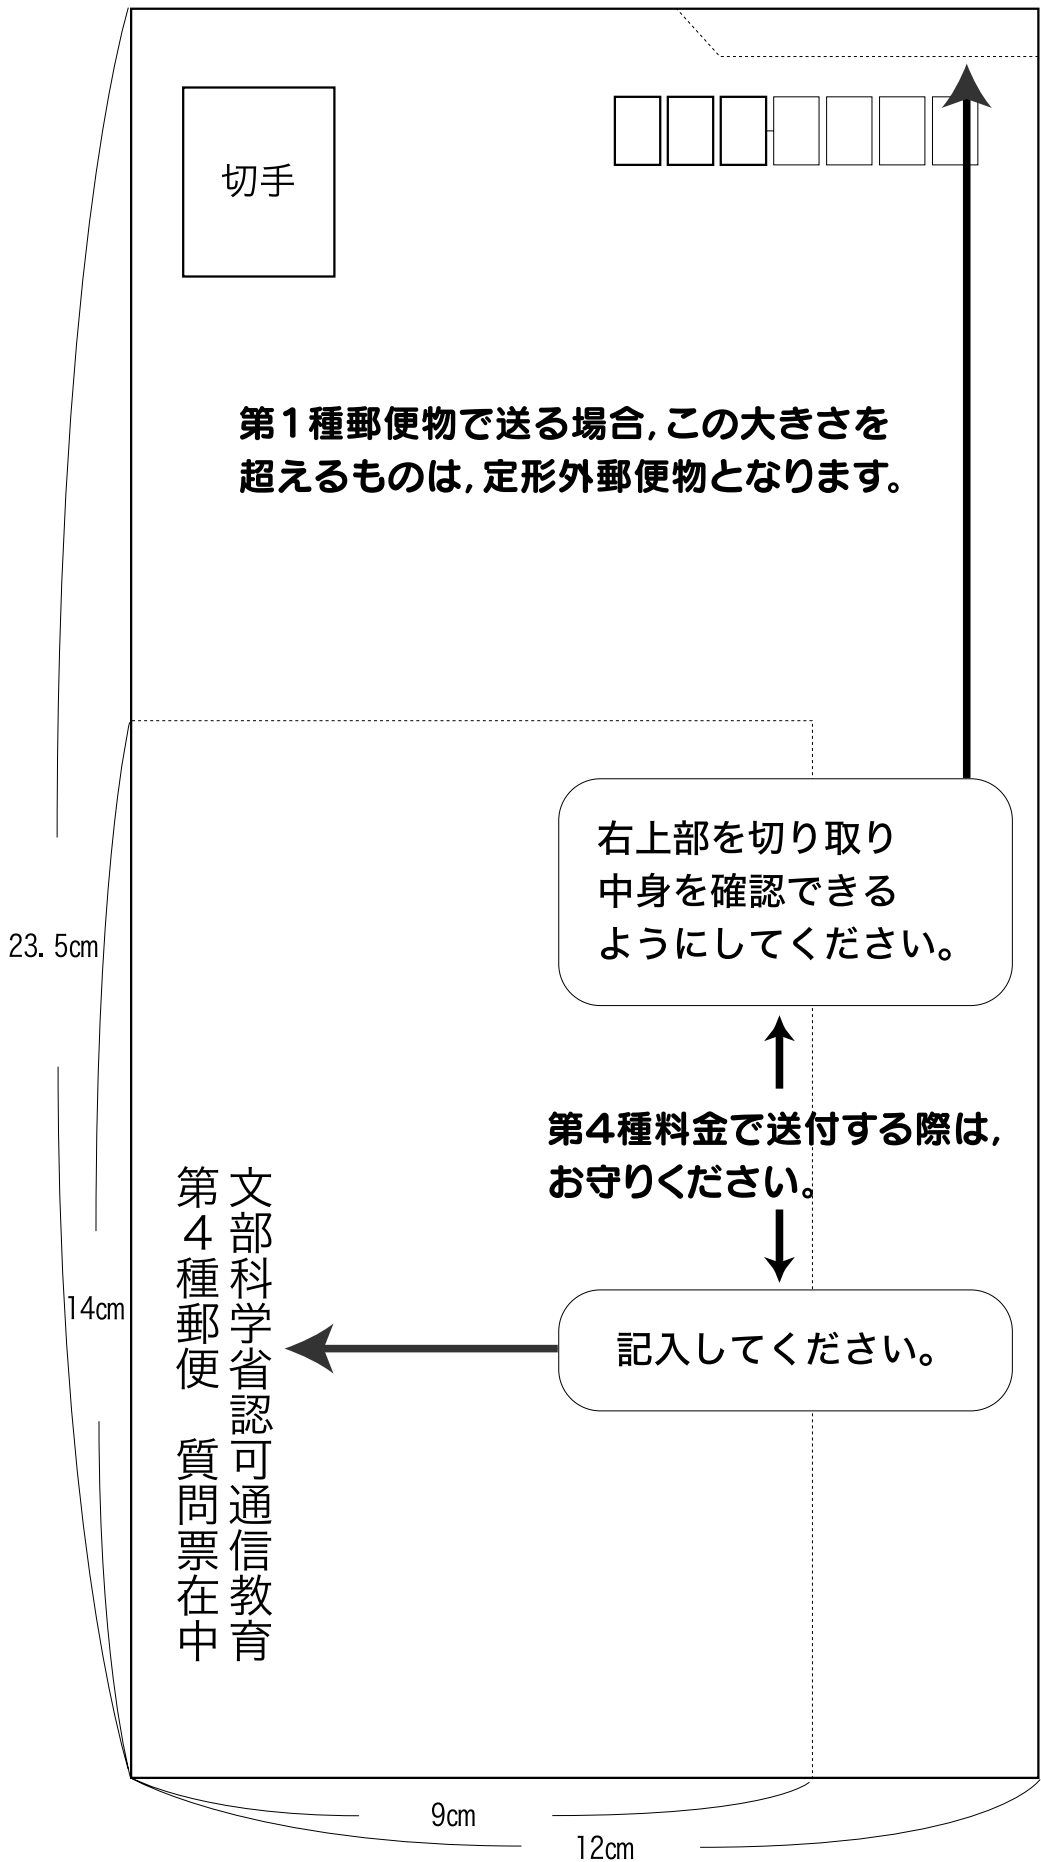 切手
第1種郵便物で送る場合,この大きさを
超えるものは,定形外郵便物となります。
右上部を切り取り
中身を確認できる
ようにしてください。
23.5cm
第4種料金で送付する際は,
お守りください。
文部科学省認可通信教育
第4種郵便　質問票在中
14cm
記入してください。
9cm
12cm